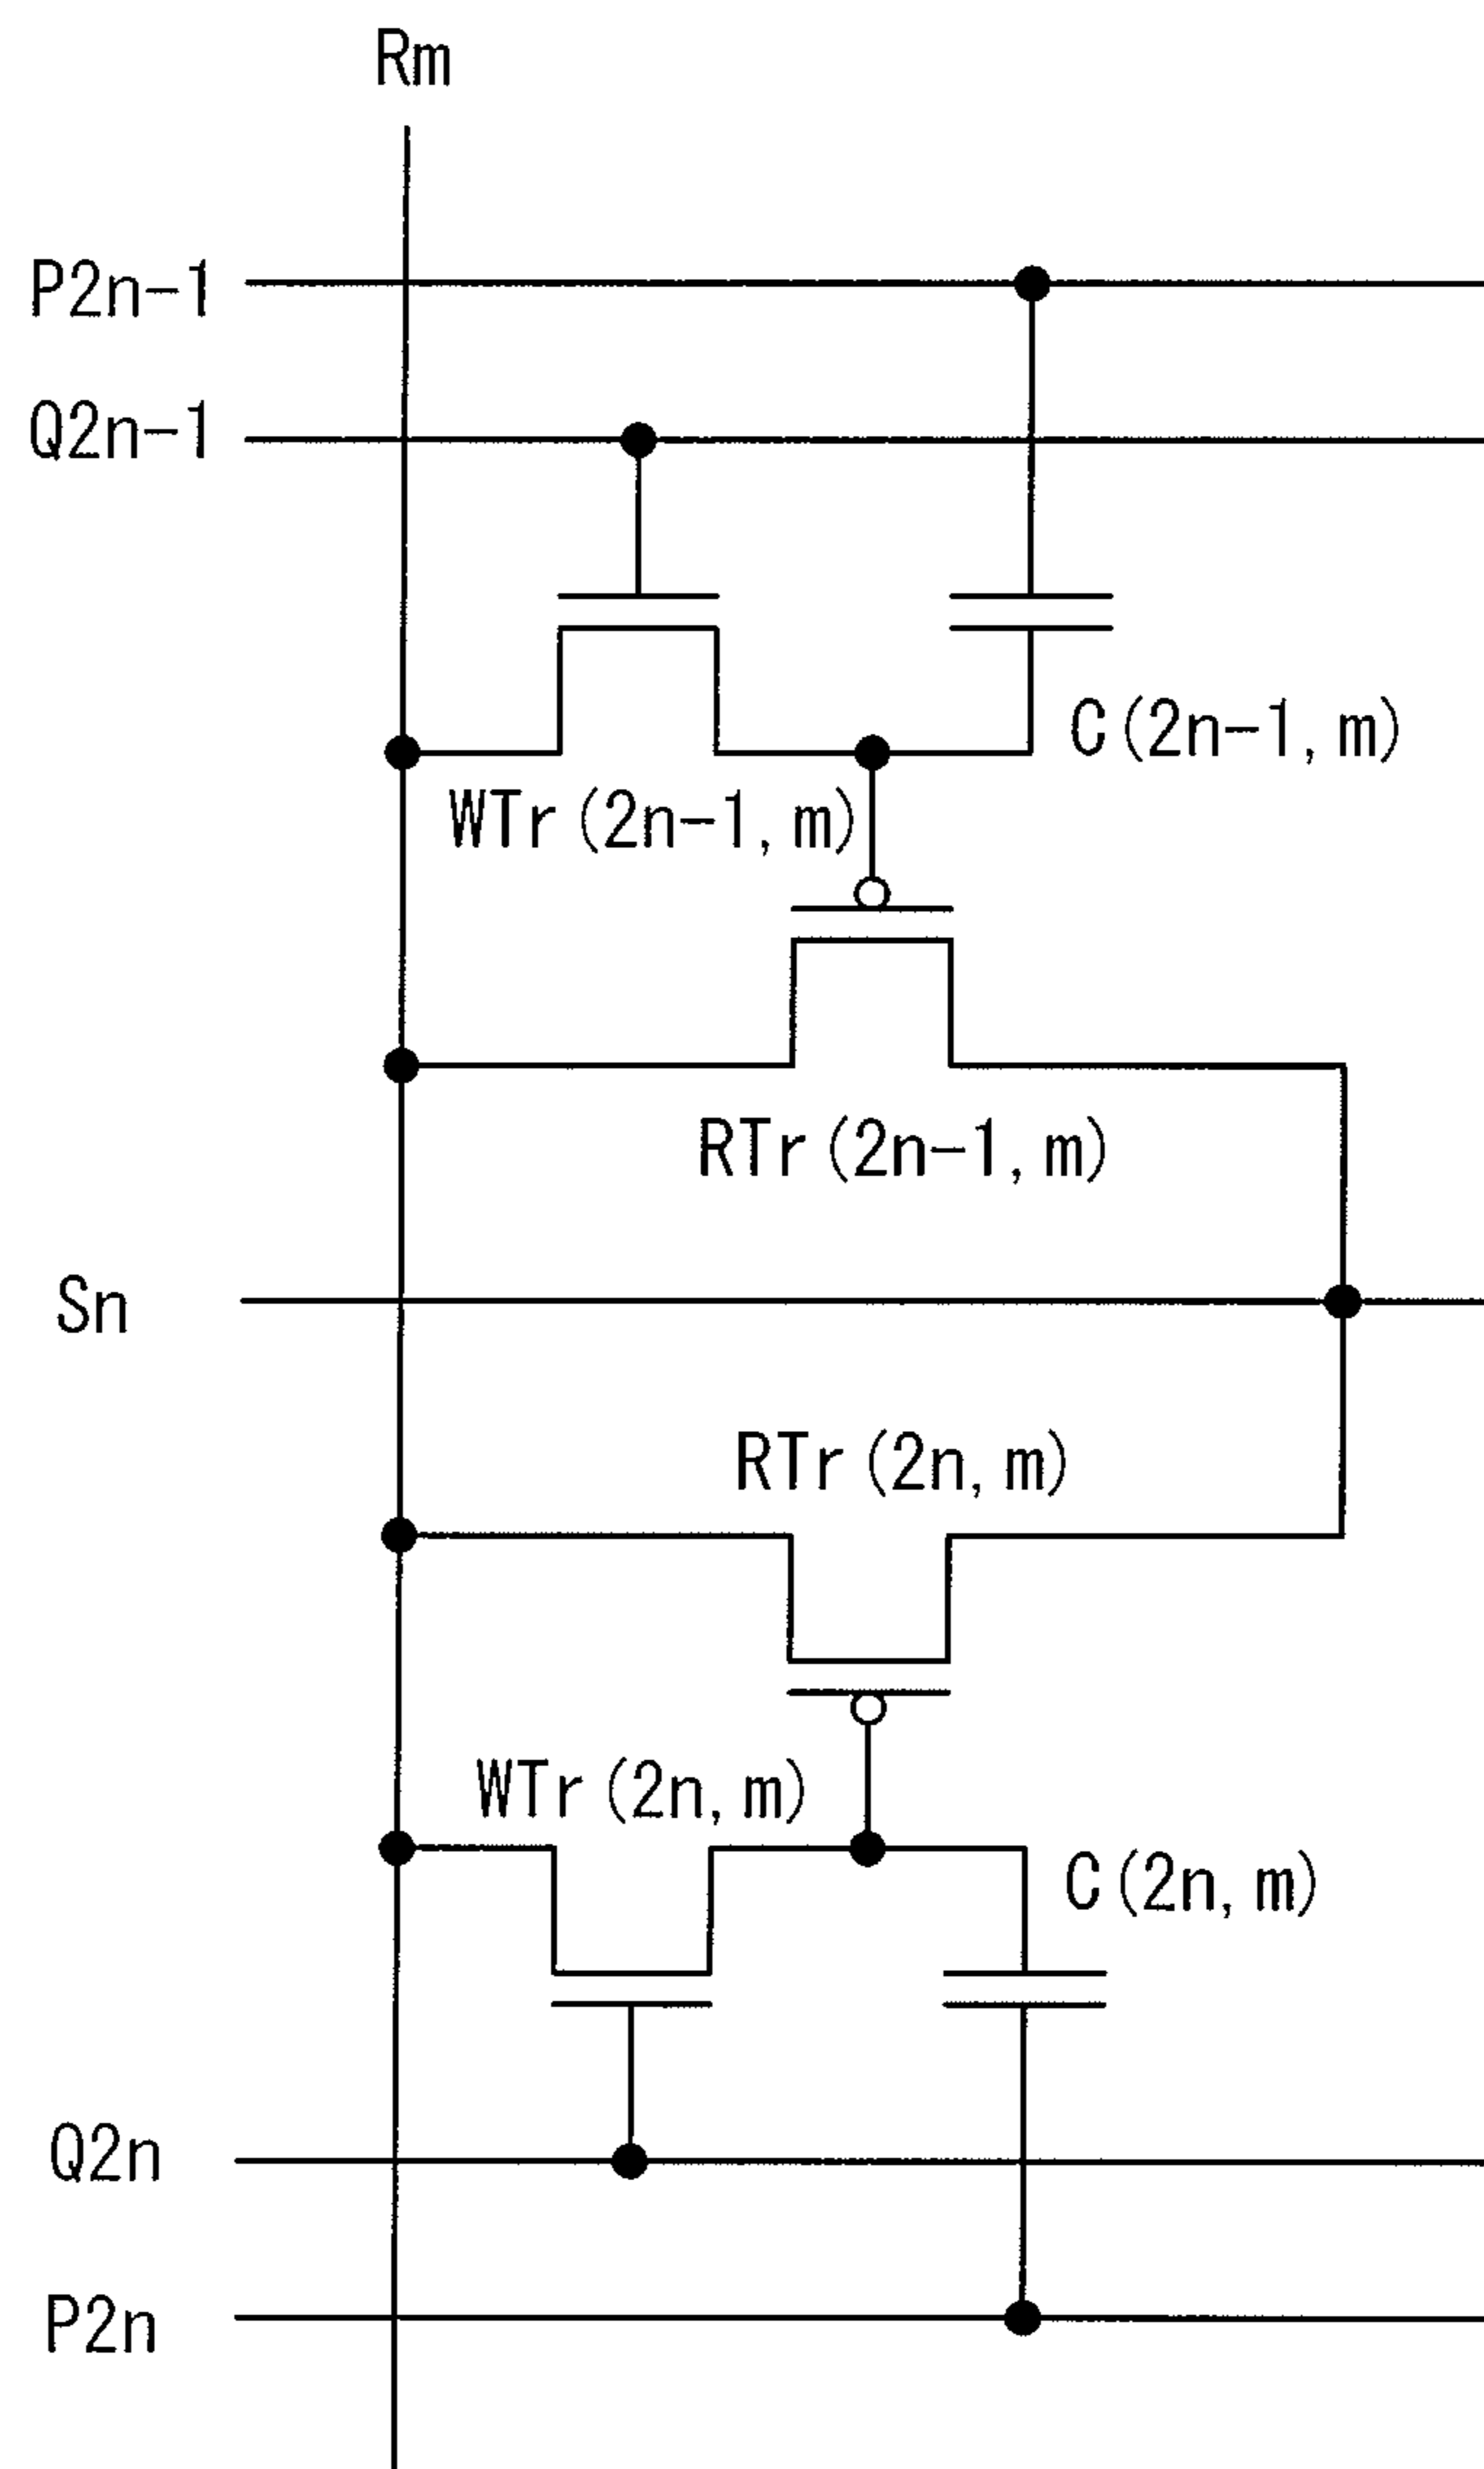 Rm
P2n-1
Q2n-1
C(2n-1,m)
WTr(2n-1,m)
RTr(2n-1,m)
Sn
RTr(2n,m)
WTr(2n,m)
C(2n,m)
Q2n
P2n